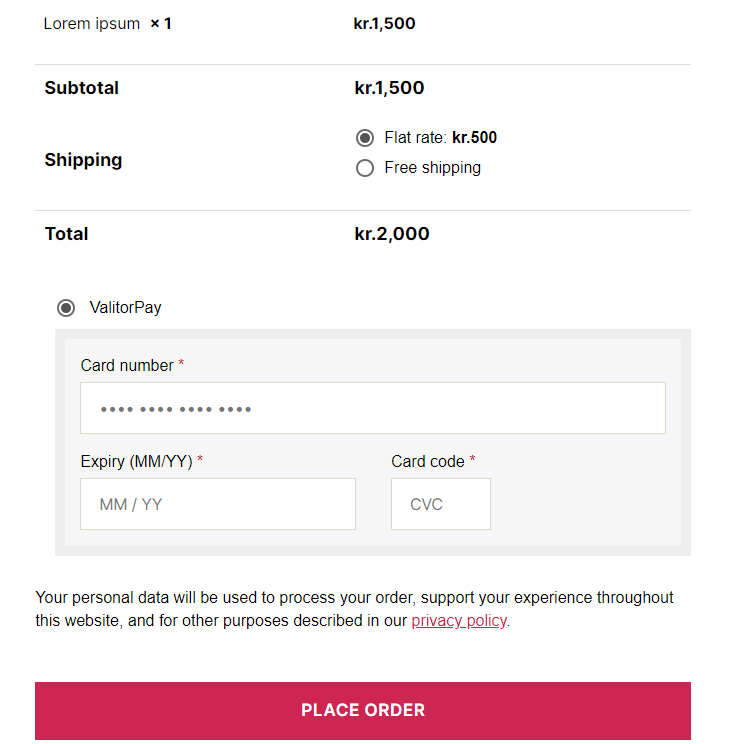 Lorem ipsum × 1 kr.1,500
Subtotal kr.1,500
Flat rate: kr.500
Shipping
Free shipping
Total kr.2,000
ValitorPay
Card number *
•••• •••• •••• ••••
Expiry (MM/YY) * Card code *
MM / YY CVC
Your personal data will be used to process your order, support your experience throughout
this website, and for other purposes described in our privacy policy.
PLACE ORDER